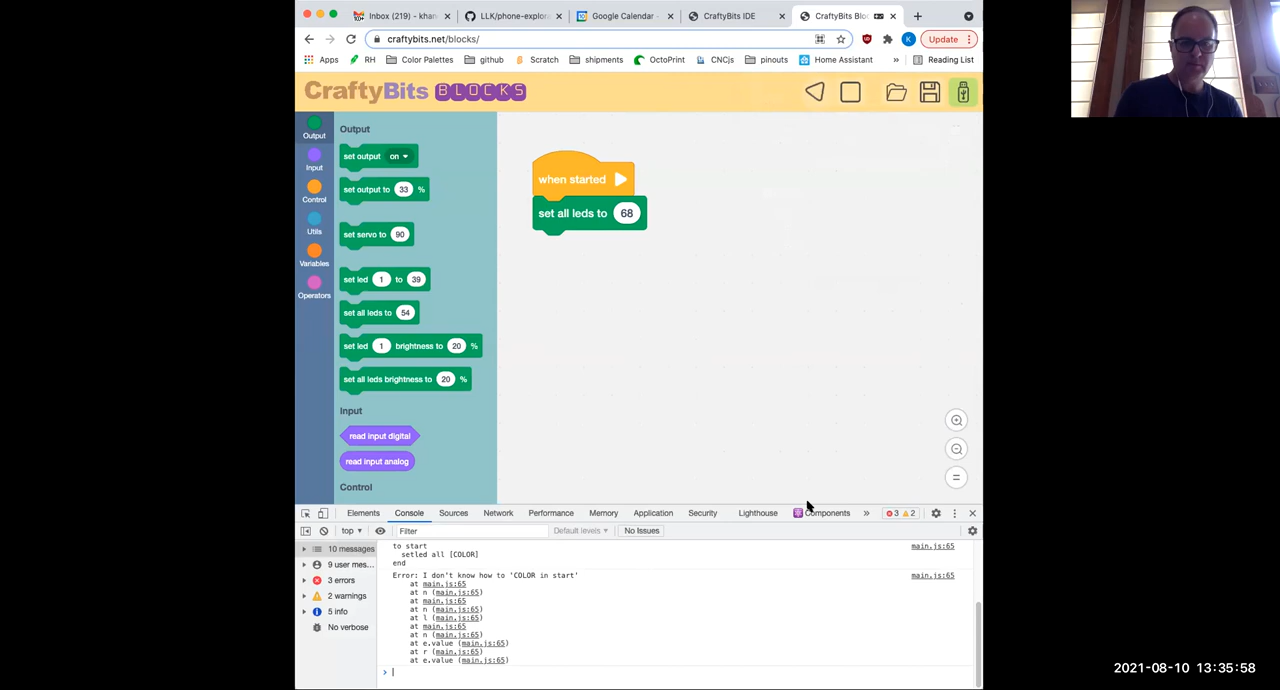 Inbox (219) - khan
LLK/phone-explor
Google Calendar -
CraftyBits IDE
CraftyBits Bloc
craftybits.net/blocks/
K
Update
Apps
RH
Color Palettes
github
Scratch
shipments
OctoPrint
CNCjs
pinouts
Home Assistant
»
Reading List
CraftyBits BLOCKS
Output
Input
Control
Utils
Variables
Operators
Output
set output on
set output to 33 %
set servo to 90
set led 1 to 39
set all leds to 54
set led 1 brightness to 20 %
set all leds brightness to 20 %
Input
read input digital
read input analog
Control
when started
set all leds to 68
Elements Console Sources Network Performance Memory Application Security Lighthouse Components » 3 2
top Filter Default levels No Issues
10 messages
9 user mes...
3 errors
2 warnings
5 info
No verbose
to start main.js:65
setled all [COLOR]
end
Error: I don't know how to 'COLOR in start' main.js:65
at main.js:65
at n (main.js:65)
at main.js:65
at n (main.js:65)
at l (main.js:65)
at main.js:65
at n (main.js:65)
at e.value (main.js:65)
at r (main.js:65)
at e.value (main.js:65)
>
2021-08-10 13:35:58